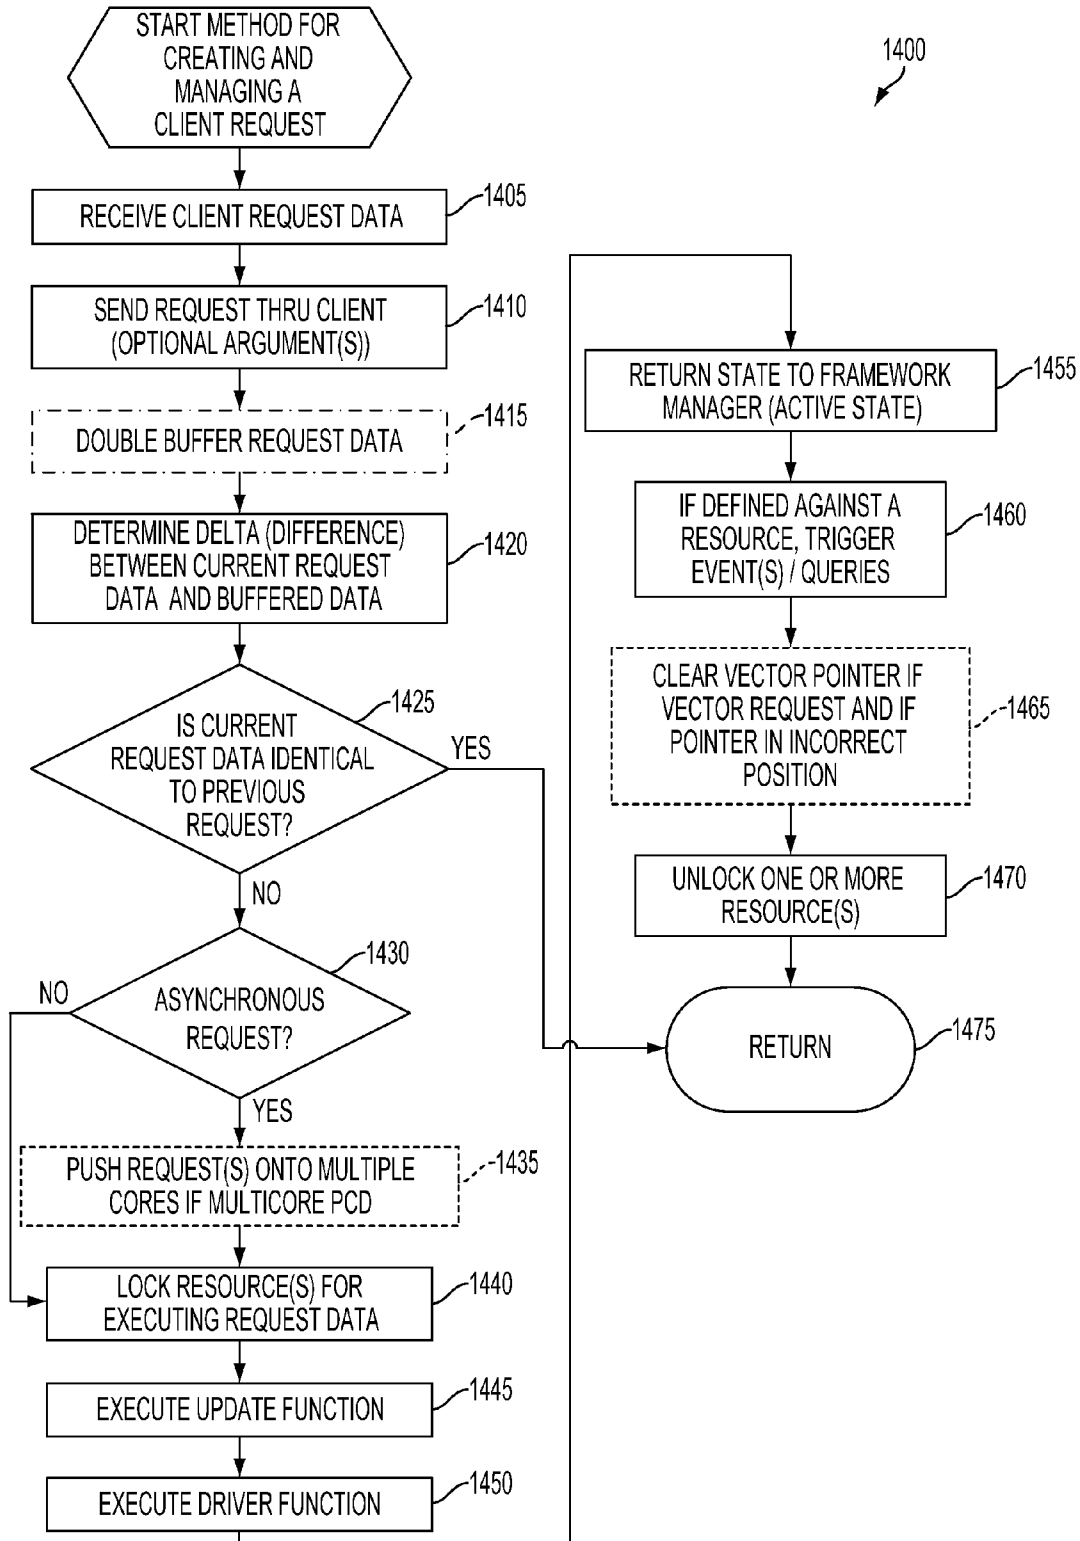 START METHOD FOR
CREATING AND
MANAGING A
CLIENT REQUEST
1400
RECEIVE CLIENT REQUEST DATA
1405
SEND REQUEST THRU CLIENT
(OPTIONAL ARGUMENT(S))
1410
DOUBLE BUFFER REQUEST DATA
1415
DETERMINE DELTA (DIFFERENCE)
BETWEEN CURRENT REQUEST
DATA AND BUFFERED DATA
1420
IS CURRENT
REQUEST DATA IDENTICAL
TO PREVIOUS
REQUEST?
1425
YES
NO
ASYNCHRONOUS
REQUEST?
1430
NO
YES
PUSH REQUEST(S) ONTO MULTIPLE
CORES IF MULTICORE PCD
1435
LOCK RESOURCE(S) FOR
EXECUTING REQUEST DATA
1440
EXECUTE UPDATE FUNCTION
1445
EXECUTE DRIVER FUNCTION
1450
RETURN STATE TO FRAMEWORK
MANAGER (ACTIVE STATE)
1455
IF DEFINED AGAINST A
RESOURCE, TRIGGER
EVENT(S) / QUERIES
1460
CLEAR VECTOR POINTER IF
VECTOR REQUEST AND IF
POINTER IN INCORRECT
POSITION
1465
UNLOCK ONE OR MORE
RESOURCE(S)
1470
RETURN
1475